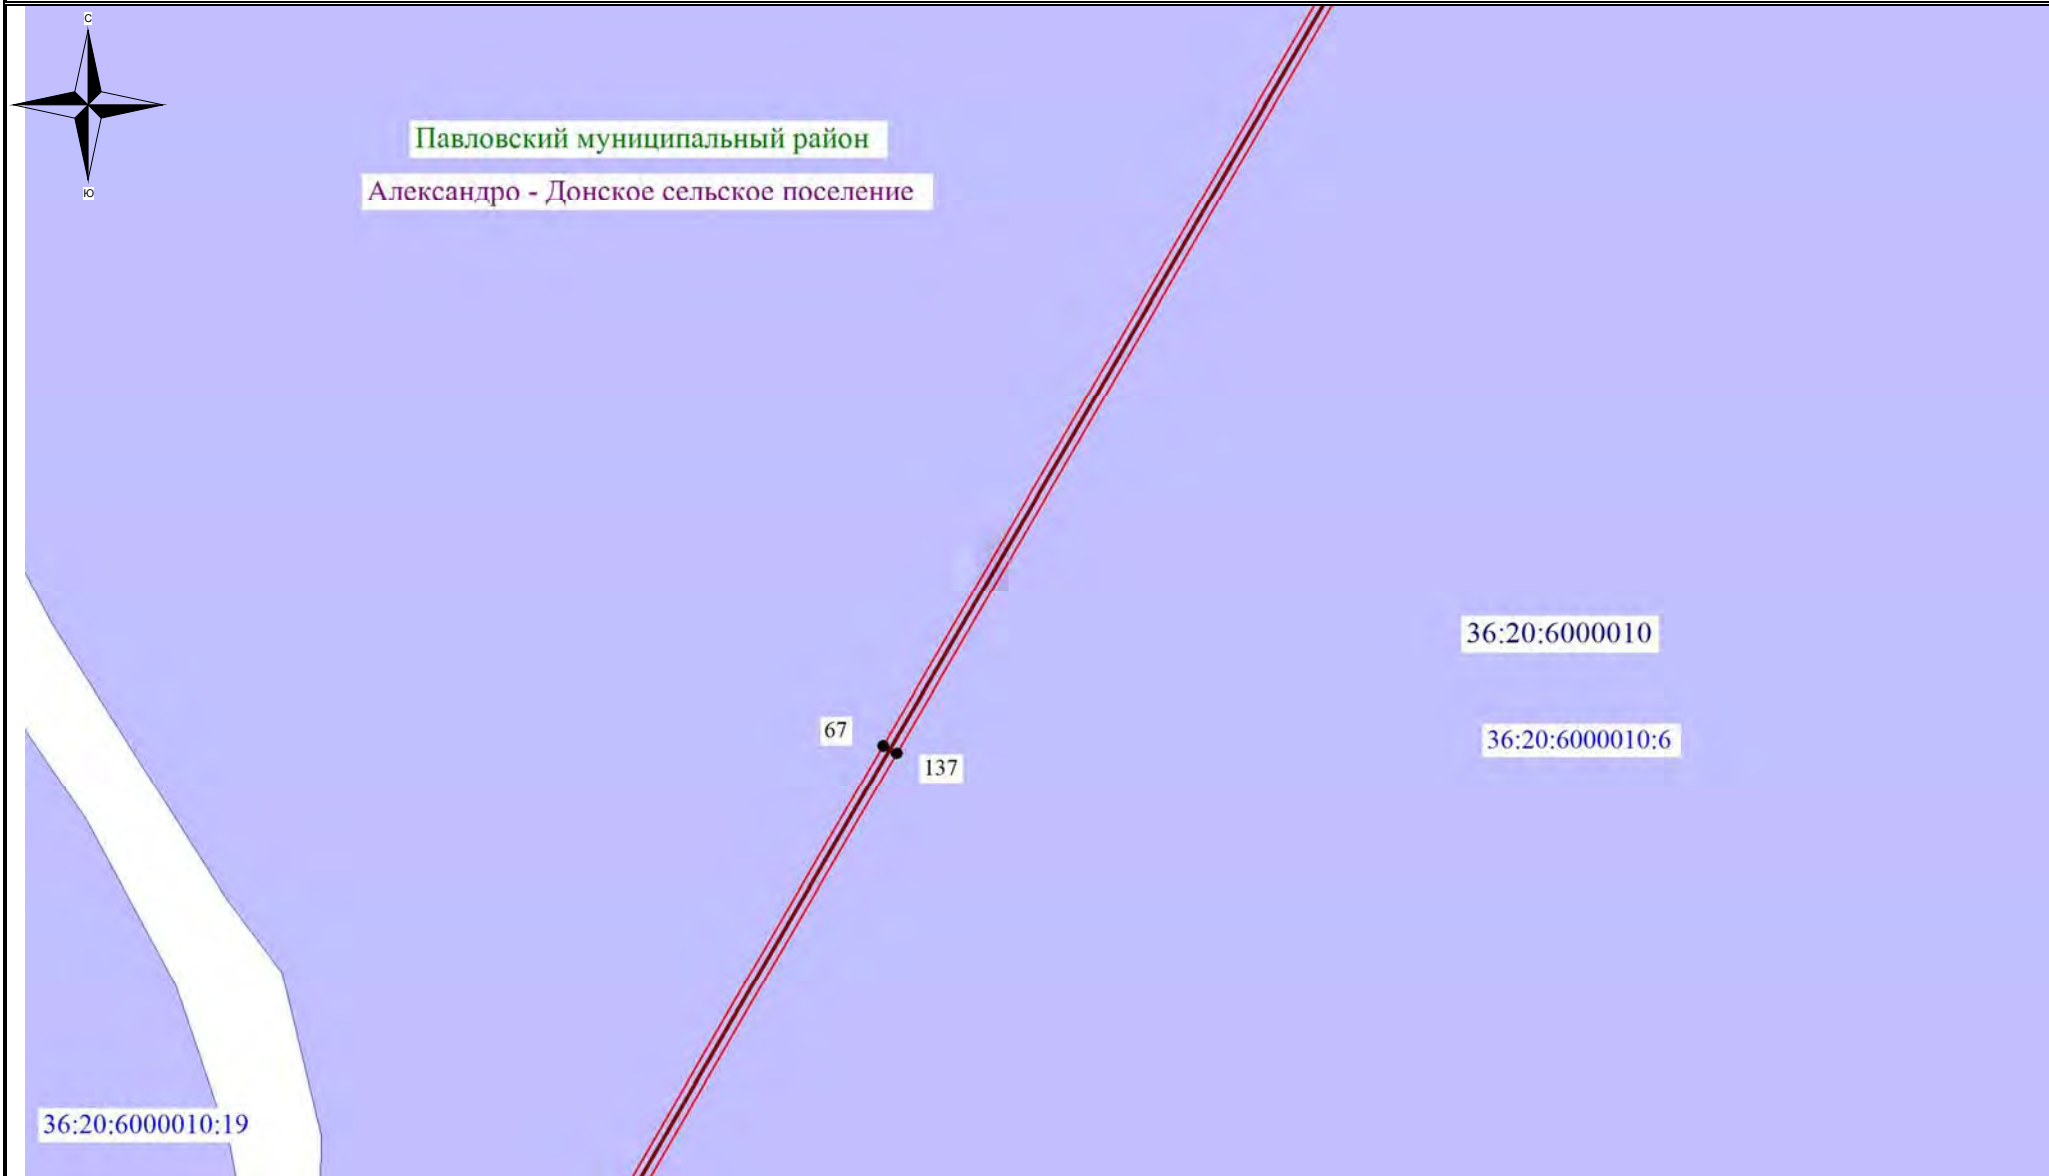 С
Ю
Павловский муниципальный район
Александро - Донское сельское поселение
36:20:6000010
67
36:20:6000010:6
137
36:20:6000010:19